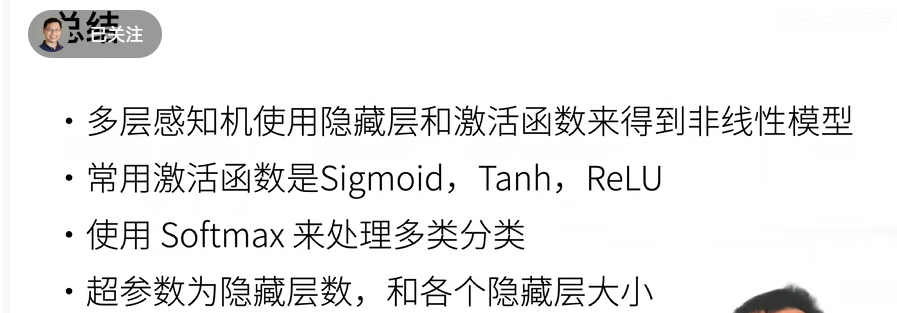 总结
已关注
• 多层感知机使用隐藏层和激活函数来得到非线性模型
• 常用激活函数是Sigmoid，Tanh，ReLU
• 使用 Softmax 来处理多类分类
• 超参数为隐藏层数，和各个隐藏层大小